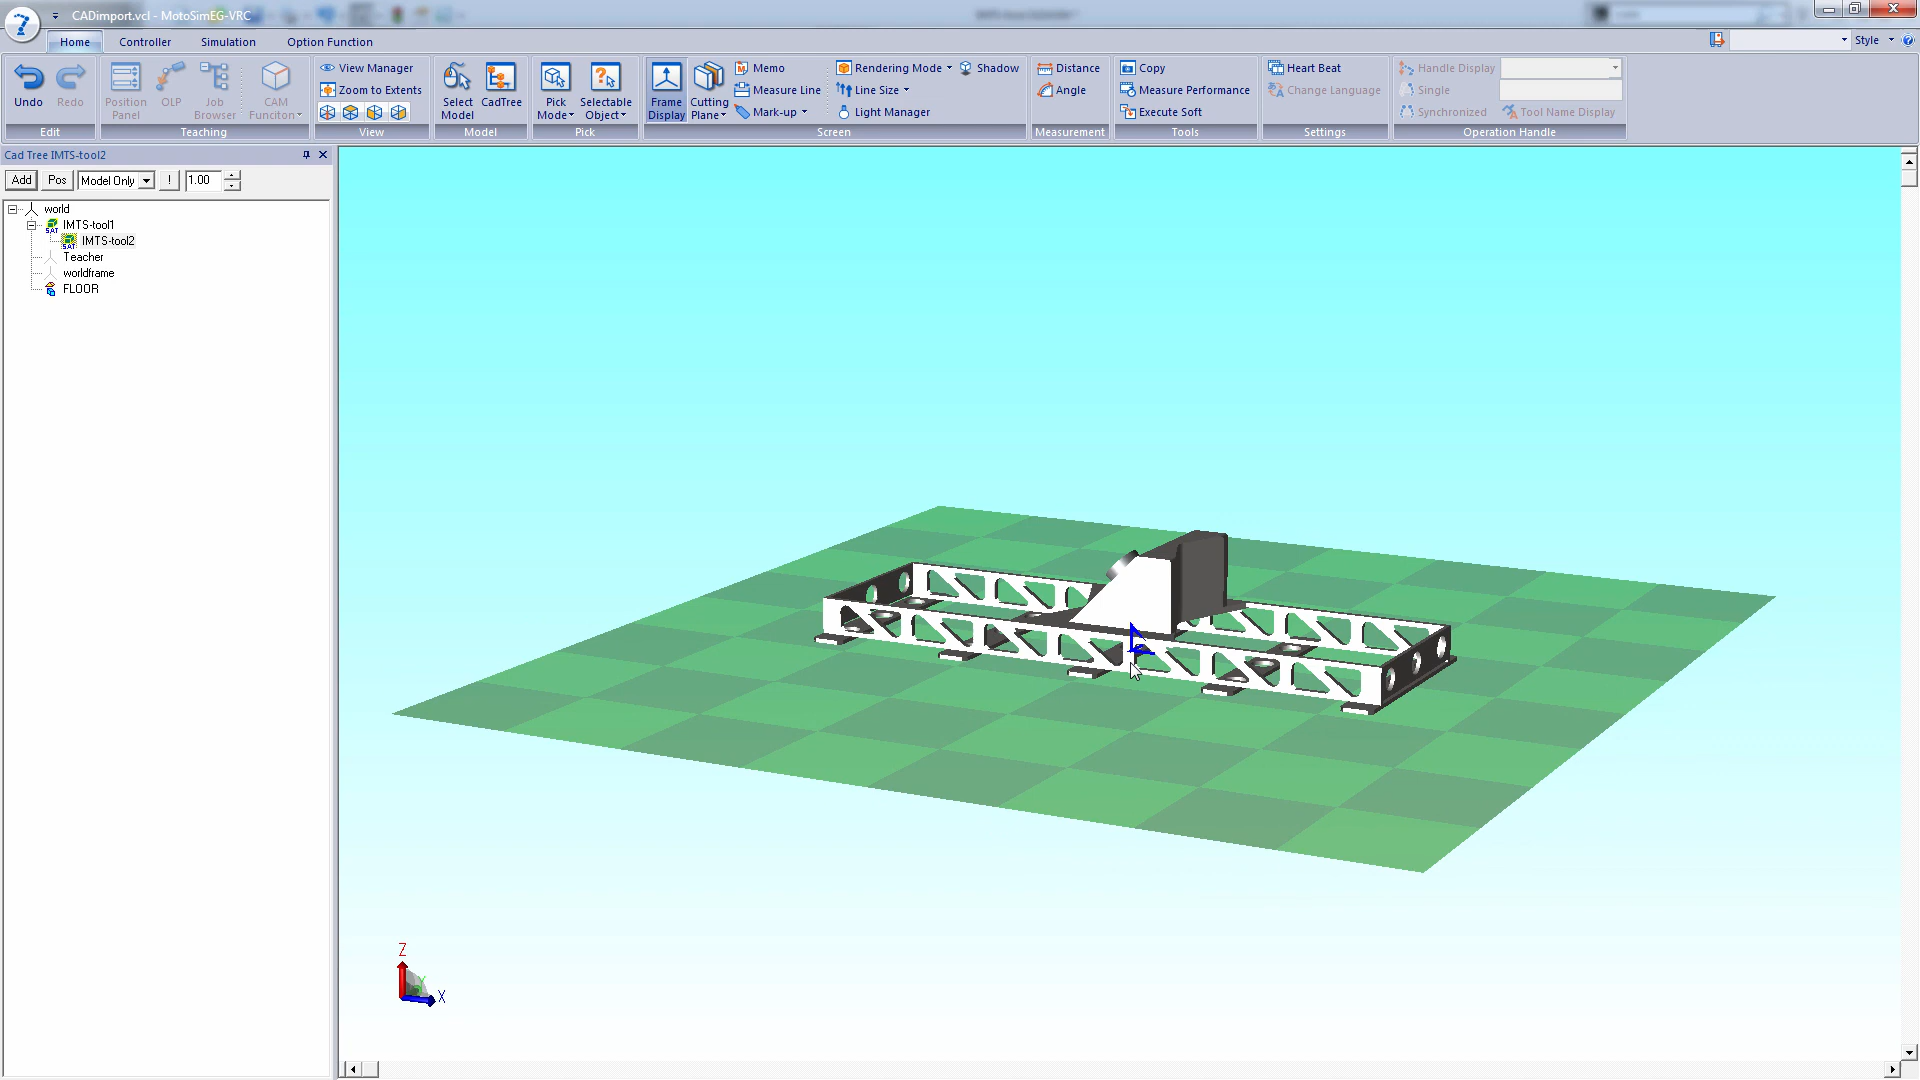 CADimport.vcl - MotoSimEG-VRC
Home Controller Simulation Option Function Style
Undo Redo Position Panel OLP Job Browser CAM Funciton View Manager Zoom to Extents Select Model CadTree Pick Mode Selectable Object Frame Display Cutting Plane Memo Measure Line Mark-up Rendering Mode Line Size Light Manager Shadow Distance Angle Copy Measure Performance Execute Soft Heart Beat Change Language Handle Display Single Synchronized Tool Name Display
Edit Teaching View Model Pick Screen Measurement Tools Settings Operation Handle
Cad Tree IMTS-tool2
Add Pos Model Only ! 1.00
world
IMTS-tool1
IMTS-tool2
Teacher
worldframe
FLOOR
Z
Y
X